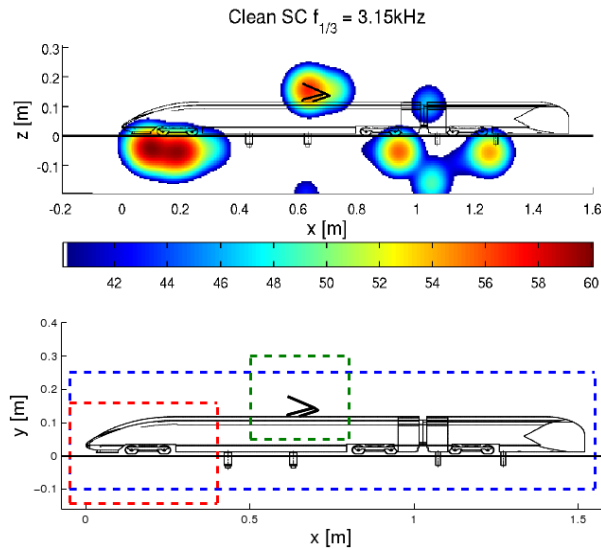 Clean SC f1/3 = 3.15kHz
0.3
0.2
0.1
0
-0.1
z [m]
-0.2 0 0.2 0.4 0.6 0.8 1 1.2 1.4 1.6
x [m]
42 44 46 48 50 52 54 56 58 60
0.4
0.3
0.2
0.1
0
−0.1
y [m]
0 0.5 1 1.5
x [m]